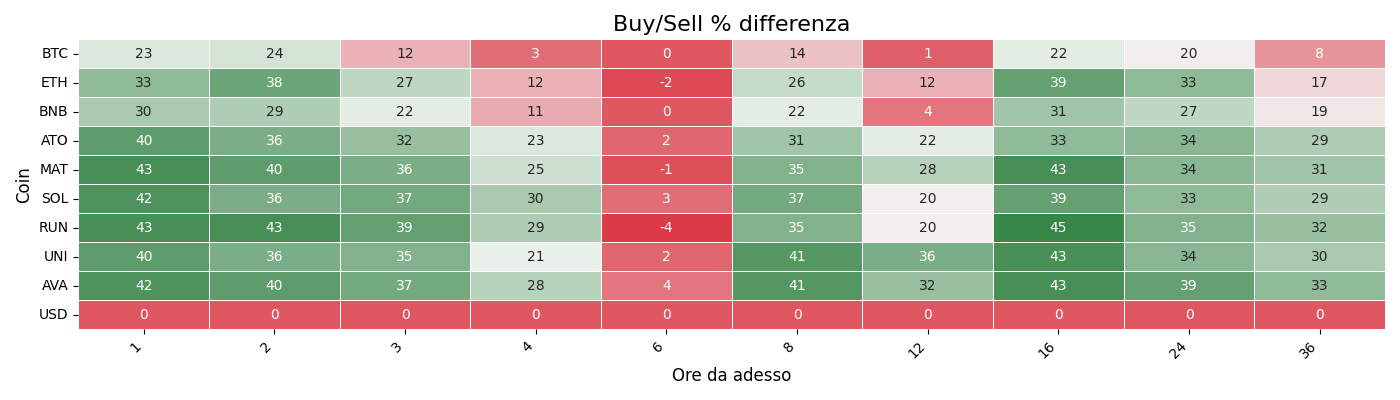 Buy/Sell % differenza
Coin
BTC 23 24 12 3 0 14 1 22 20 8
ETH 33 38 27 12 -2 26 12 39 33 17
BNB 30 29 22 11 0 22 4 31 27 19
ATO 40 36 32 23 2 31 22 33 34 29
MAT 43 40 36 25 -1 35 28 43 34 31
SOL 42 36 37 30 3 37 20 39 33 29
RUN 43 43 39 29 -4 35 20 45 35 32
UNI 40 36 35 21 2 41 36 43 34 30
AVA 42 40 37 28 4 41 32 43 39 33
USD 0 0 0 0 0 0 0 0 0 0
1 2 3 4 6 8 12 16 24 36
Ore da adesso